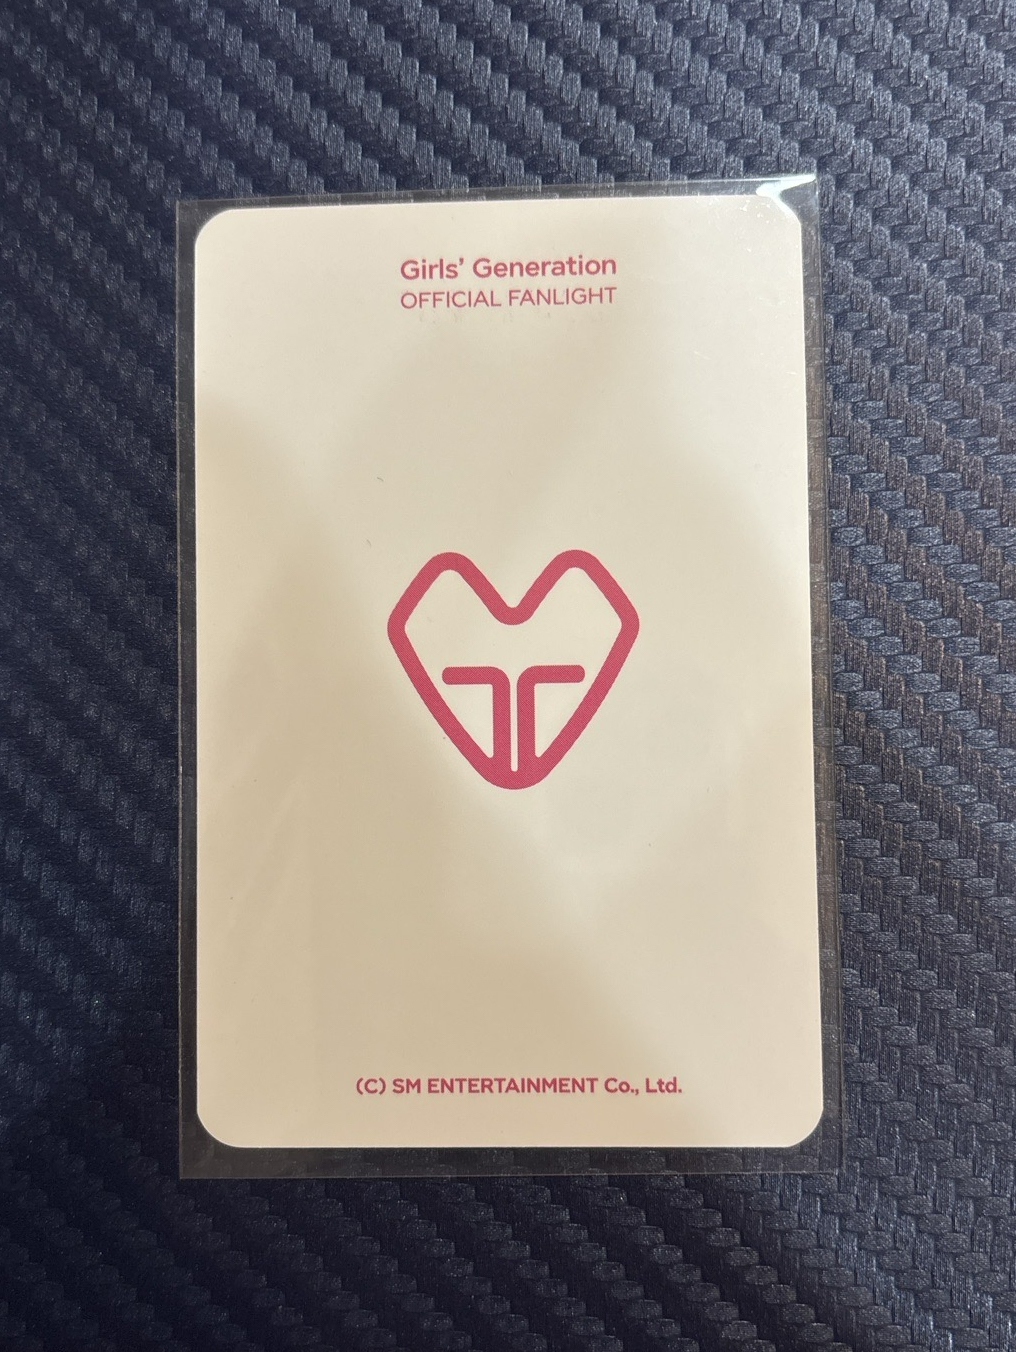 Girls’ Generation
OFFICIAL FANLIGHT
(C) SM ENTERTAINMENT Co., Ltd.